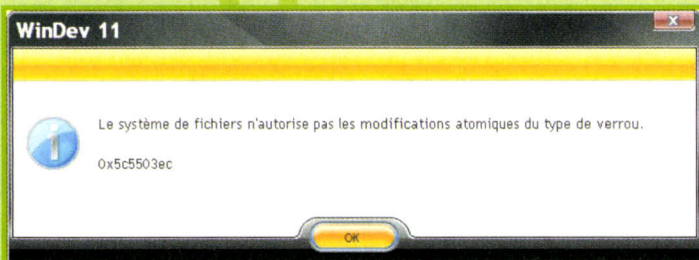 WinDev 11
Le système de fichiers n'autorise pas les modifications atomiques du type de verrou.
0x5c5503ec
OK